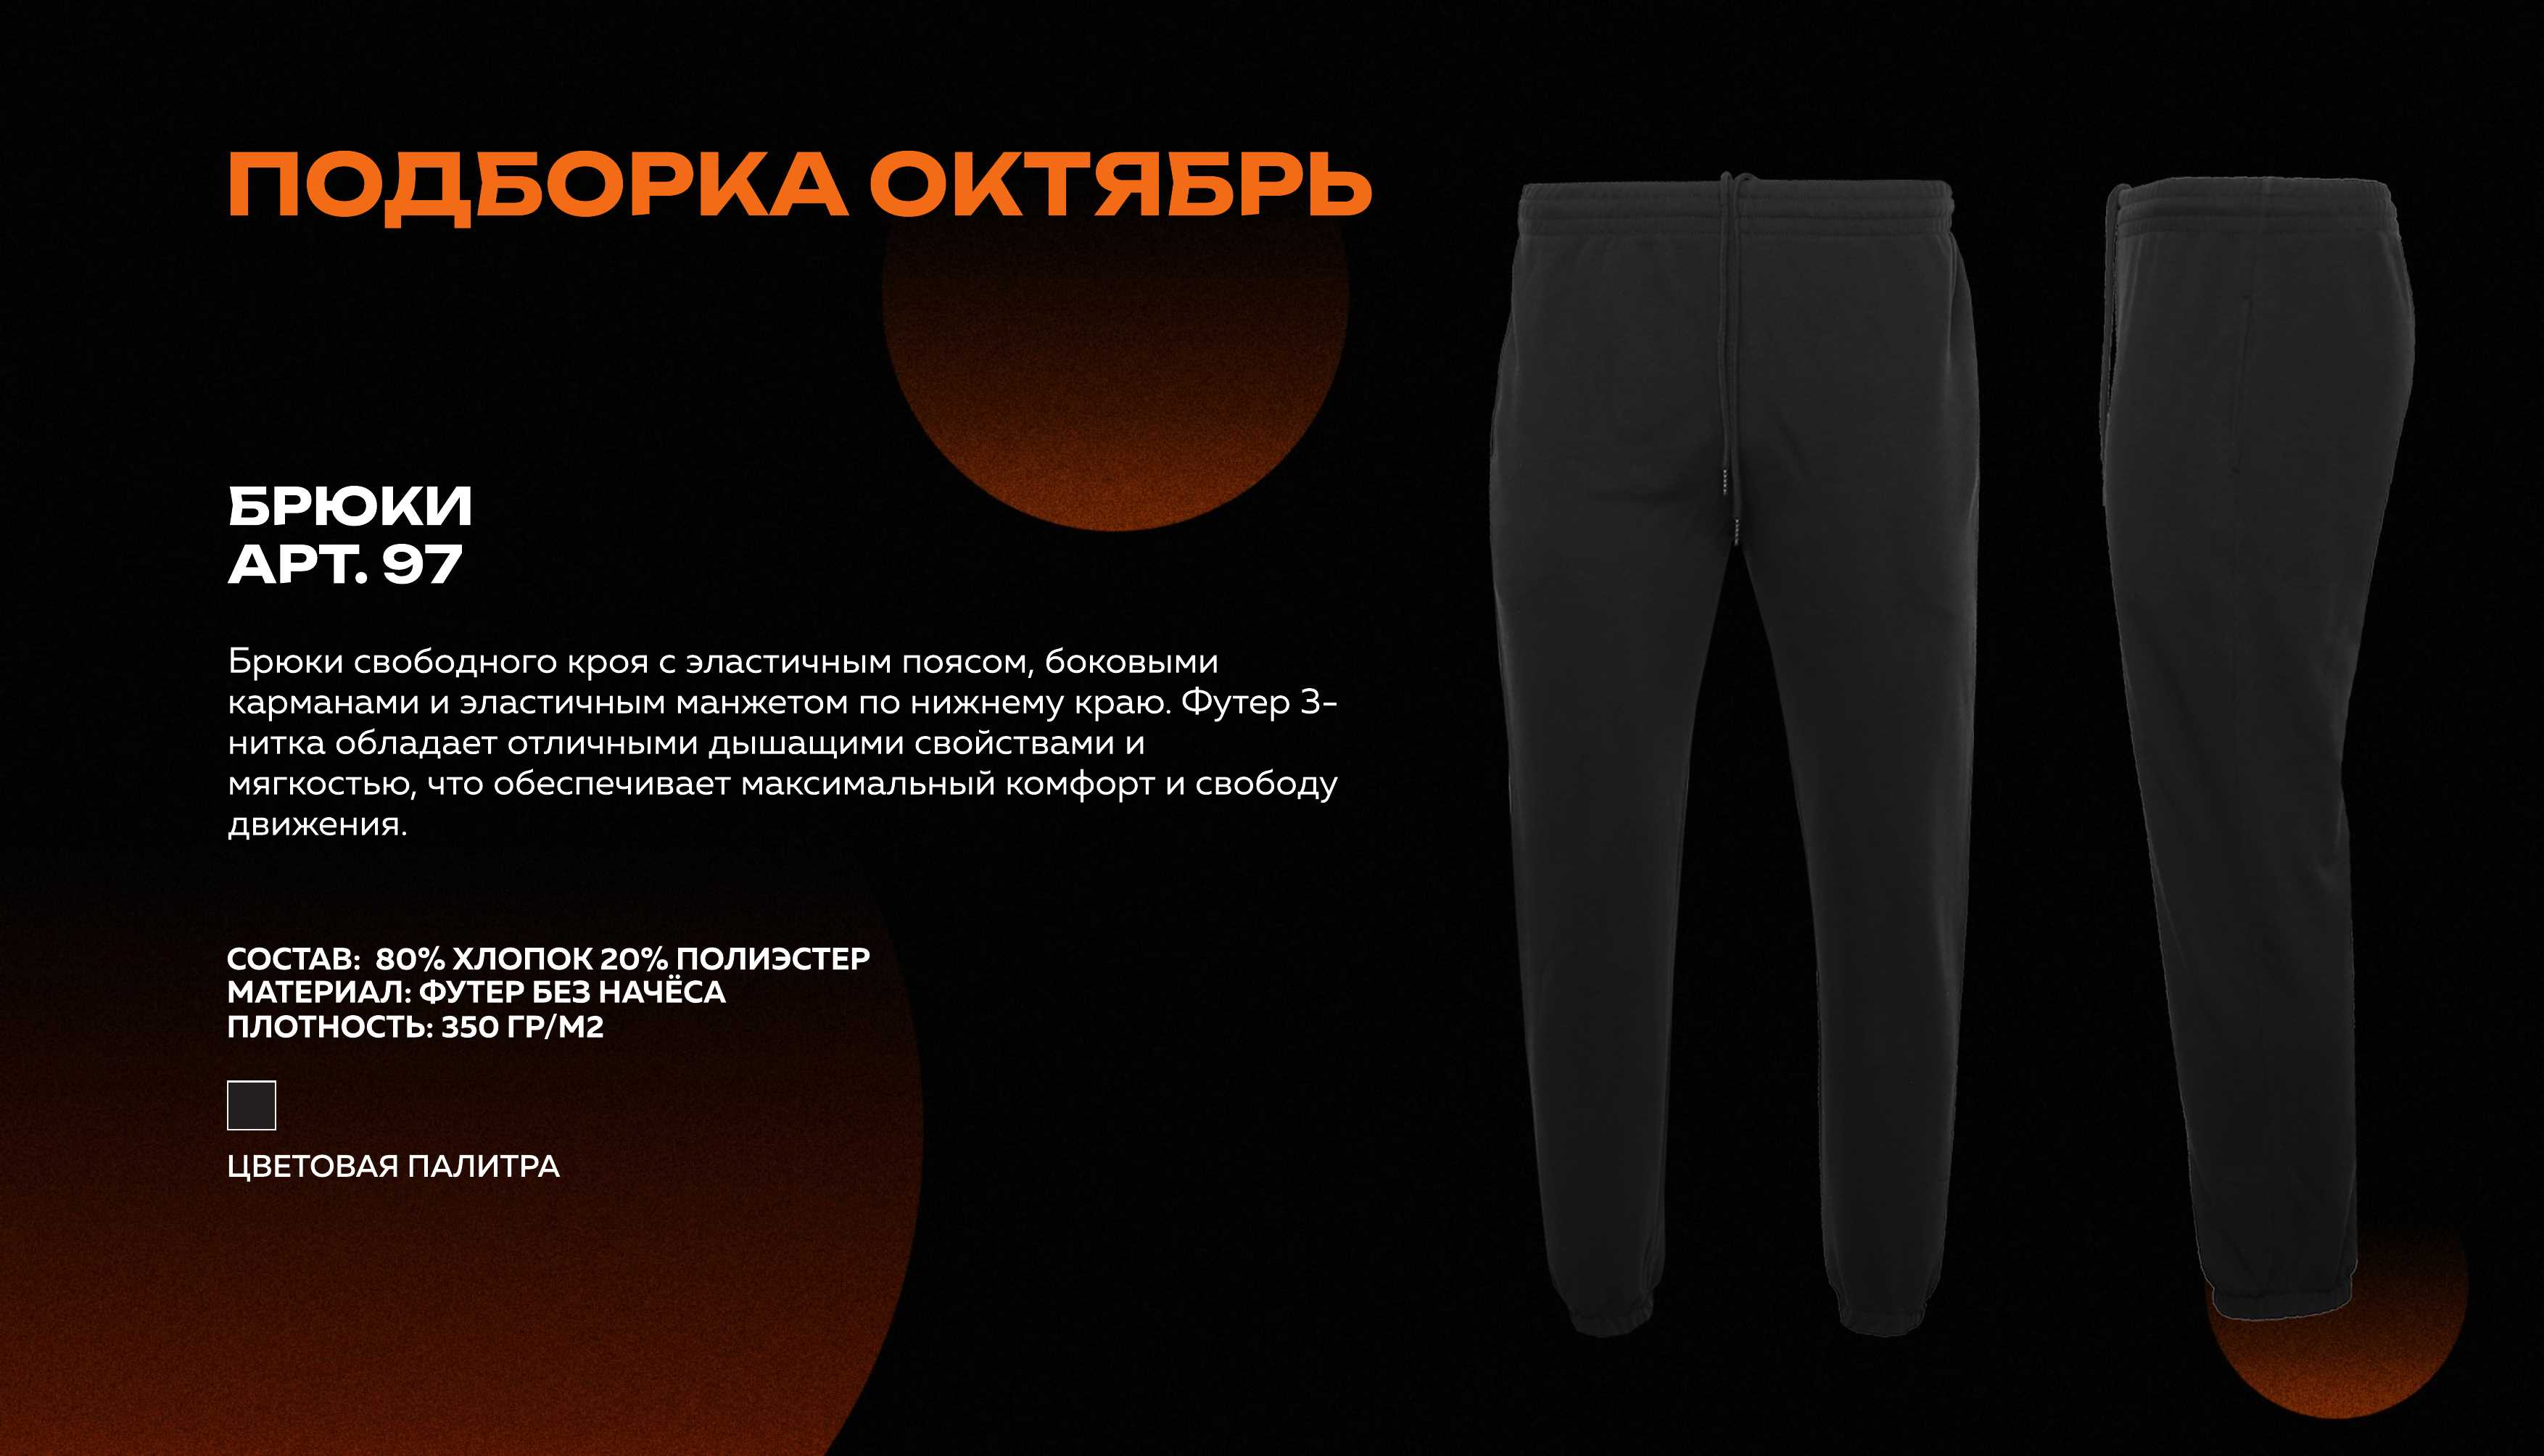 ПОДБОРКА ОКТЯБРЬ
БРЮКИ
АРТ. 97
Брюки свободного кроя с эластичным поясом, боковыми
карманами и эластичным манжетом по нижнему краю. Футер 3-
нитка обладает отличными дышащими свойствами и
мягкостью, что обеспечивает максимальный комфорт и свободу
движения.
СОСТАВ:  80% ХЛОПОК 20% ПОЛИЭСТЕР
МАТЕРИАЛ: ФУТЕР БЕЗ НАЧЁСА
ПЛОТНОСТЬ: 350 ГР/М2
ЦВЕТОВАЯ ПАЛИТРА